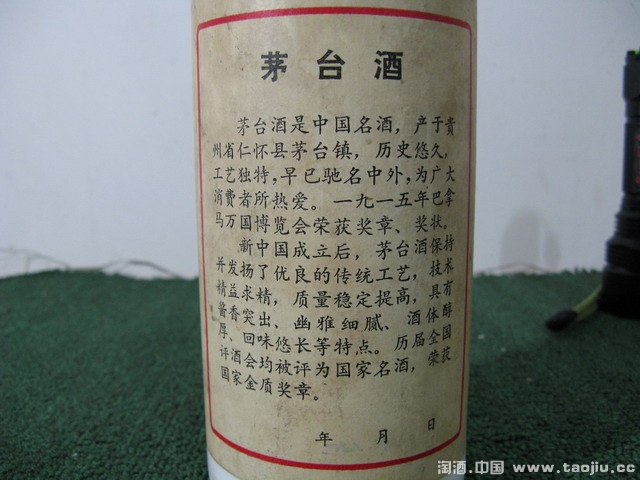 茅台酒
茅台酒是中国名酒，产于贵
州省仁怀县茅台镇，历史悠久，
工艺独特，早已驰名中外，为广大
消费者所热爱。一九一五年巴拿
马万国博览会荣获奖章、奖状。
新中国成立后，茅台酒保持
并发扬了优良的传统工艺，技术
精益求精，质量稳定提高，具有
酱香突出、幽雅细腻、酒体醇
厚、回味悠长等特点。历届全国
评酒会均被评为国家名酒，荣获
国家金质奖章。
年 月 日
淘酒.中国 www.taojiu.cc